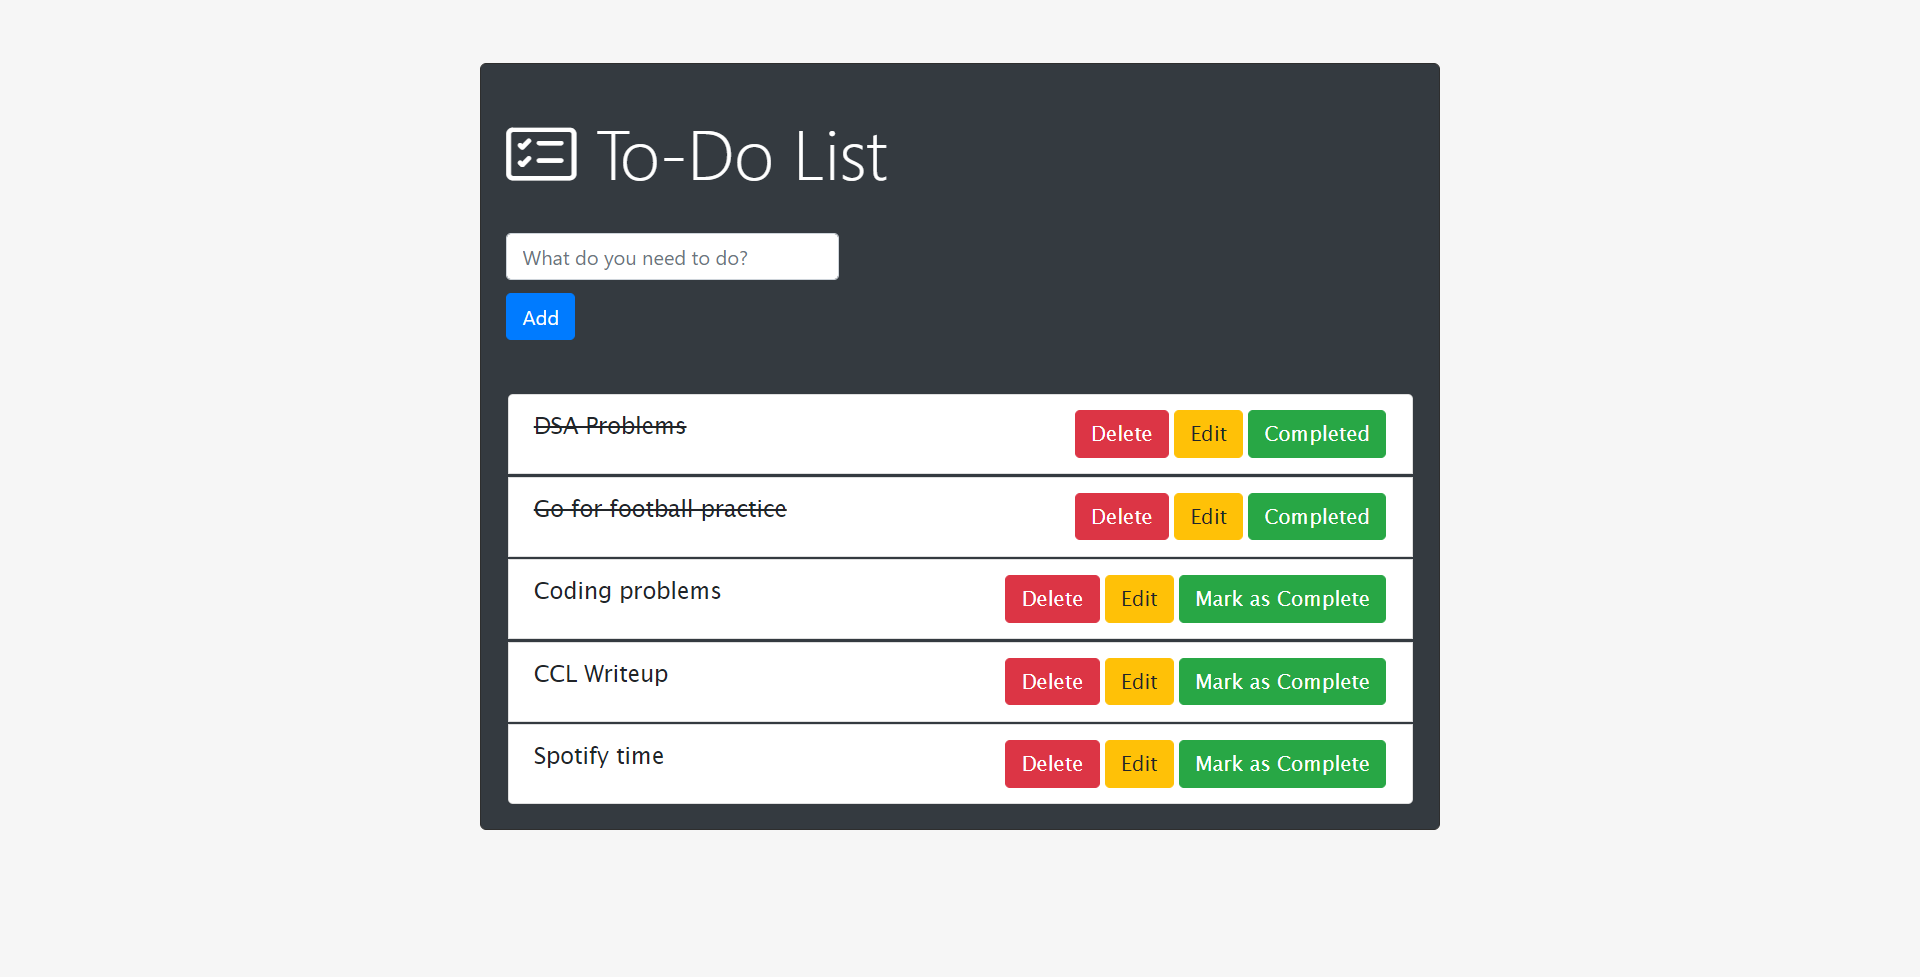 To-Do List
What do you need to do?
Add
DSA Problems Delete Edit Completed
Go for football practice Delete Edit Completed
Coding problems Delete Edit Mark as Complete
CCL Writeup Delete Edit Mark as Complete
Spotify time Delete Edit Mark as Complete